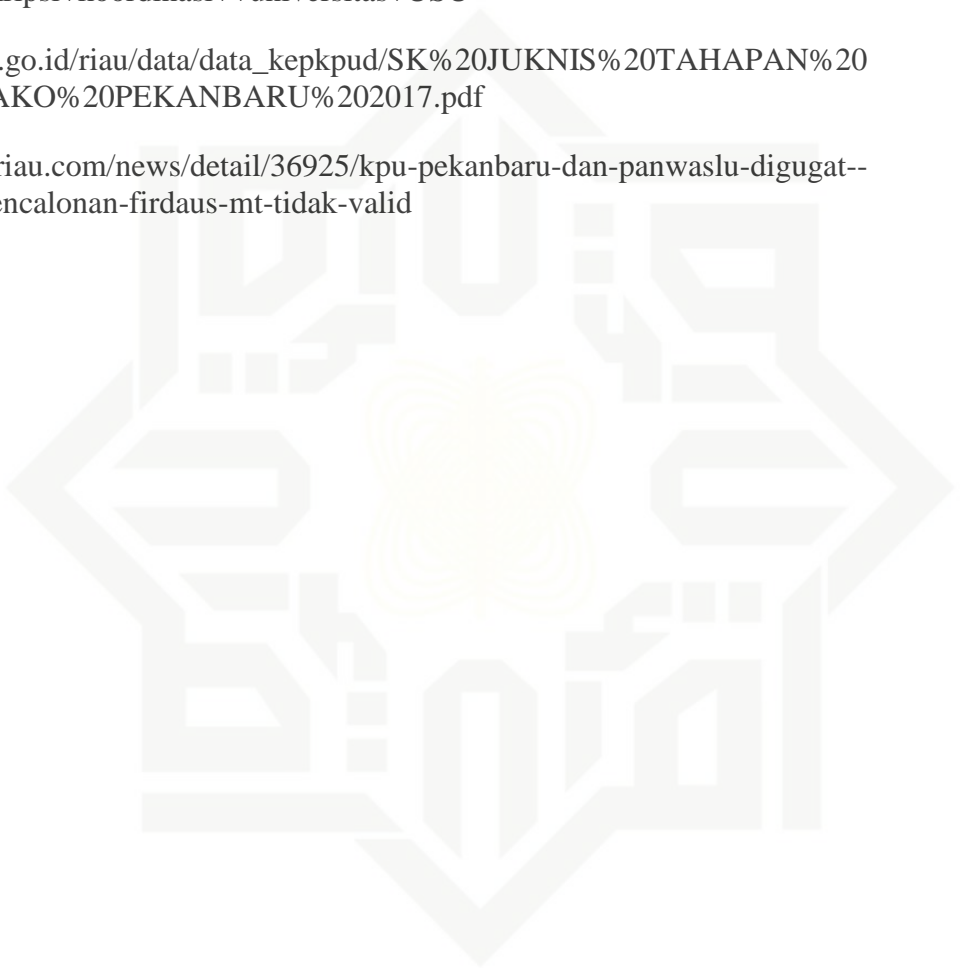 .go.id/riau/data/data_kepkpud/SK%20JUKNIS%20TAHAPAN%20
AKO%20PEKANBARU%202017.pdf
riau.com/news/detail/36925/kpu-pekanbaru-dan-panwaslu-digugat--
encalonan-firdaus-mt-tidak-valid